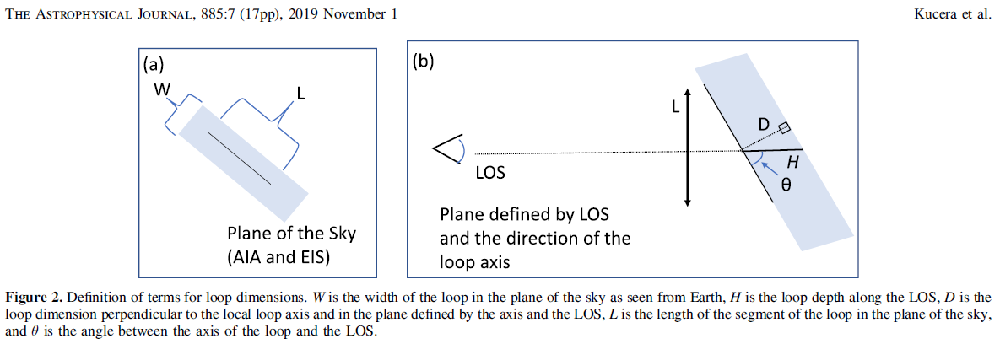 THE ASTROPHYSICAL JOURNAL, 885:7 (17pp), 2019 November 1
Kucera et al.
(a)
W
L
Plane of the Sky
(AIA and EIS)
(b)
L
D
H
θ
LOS
Plane defined by LOS
and the direction of the
loop axis
Figure 2. Definition of terms for loop dimensions. W is the width of the loop in the plane of the sky as seen from Earth, H is the loop depth along the LOS, D is the
loop dimension perpendicular to the local loop axis and in the plane defined by the axis and the LOS, L is the length of the segment of the loop in the plane of the sky,
and θ is the angle between the axis of the loop and the LOS.